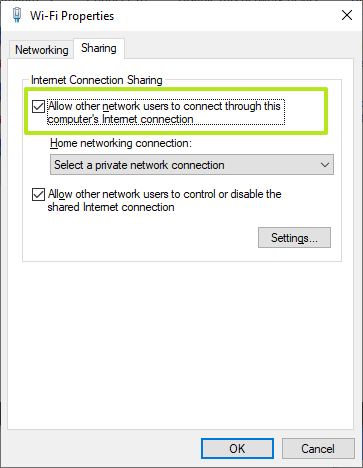 Wi-Fi Properties
Networking
Sharing
Internet Connection Sharing
Allow other network users to connect through this
computer's Internet connection
Home networking connection:
Select a private network connection
Allow other network users to control or disable the
shared Internet connection
Settings...
OK
Cancel